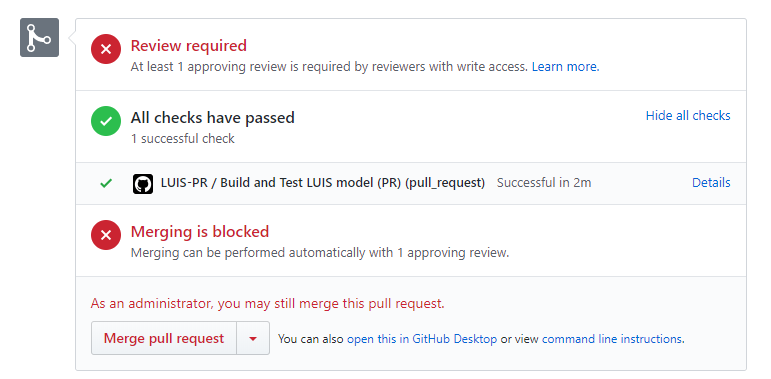 Review required
At least 1 approving review is required by reviewers with write access. Learn more.
All checks have passed
Hide all checks
1 successful check
LUIS-PR / Build and Test LUIS model (PR) (pull_request) Successful in 2m Details
Merging is blocked
Merging can be performed automatically with 1 approving review.
As an administrator, you may still merge this pull request.
Merge pull request You can also open this in GitHub Desktop or view command line instructions.